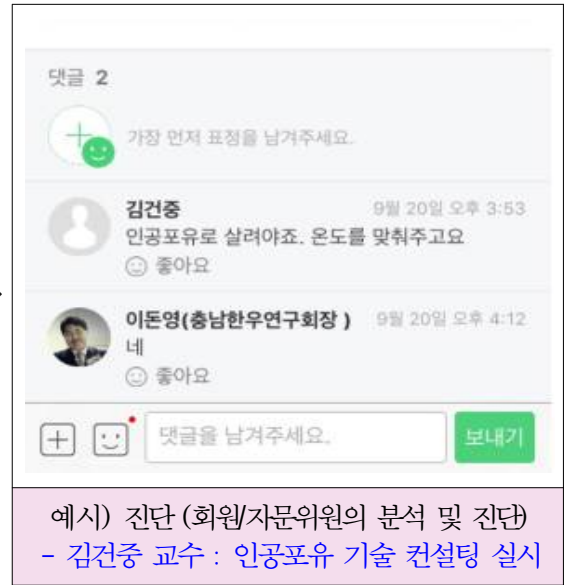 댓글 2
가장 먼저 표정을 남겨주세요.
김건중 9월 20일 오후 3:53
인공포유로 살려야죠. 온도를 맞춰주고요
좋아요
이돈영(충남한우연구회장 ) 9월 20일 오후 4:12
네
좋아요
댓글을 남겨주세요. 보내기
예시) 진단 (회원/자문위원의 분석 및 진단)
- 김건중 교수 : 인공포유 기술 컨설팅 실시